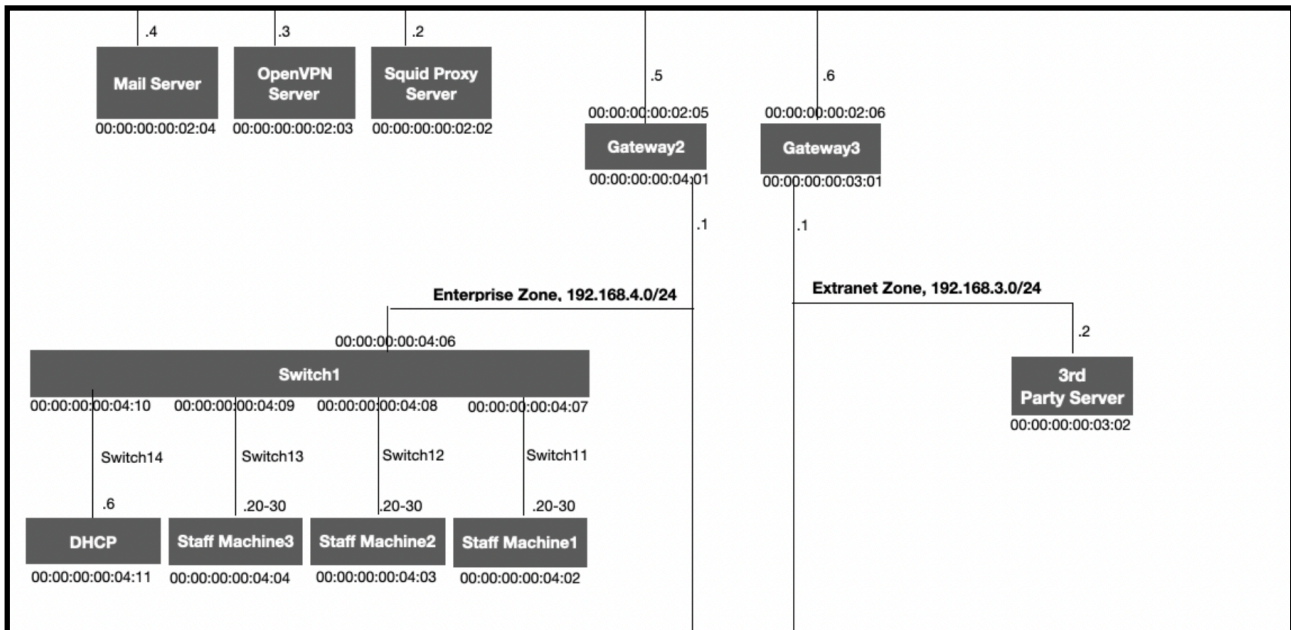 .4
.3
.2
.5
.6
Mail Server
OpenVPN
Server
Squid Proxy
Server
00:00:00:00:02:04
00:00:00:00:02:03
00:00:00:00:02:02
00:00:00:00:02:05
00:00:00:00:02:06
Gateway2
Gateway3
00:00:00:00:04:01
00:00:00:00:03:01
.1
.1
Enterprise Zone, 192.168.4.0/24
Extranet Zone, 192.168.3.0/24
00:00:00:00:04:06
.2
Switch1
3rd
Party Server
00:00:00:00:03:02
00:00:00:00:04:10
00:00:00:00:04:09
00:00:00:00:04:08
00:00:00:00:04:07
Switch14
Switch13
Switch12
Switch11
.6
.20-30
.20-30
.20-30
DHCP
Staff Machine3
Staff Machine2
Staff Machine1
00:00:00:00:04:11
00:00:00:00:04:04
00:00:00:00:04:03
00:00:00:00:04:02